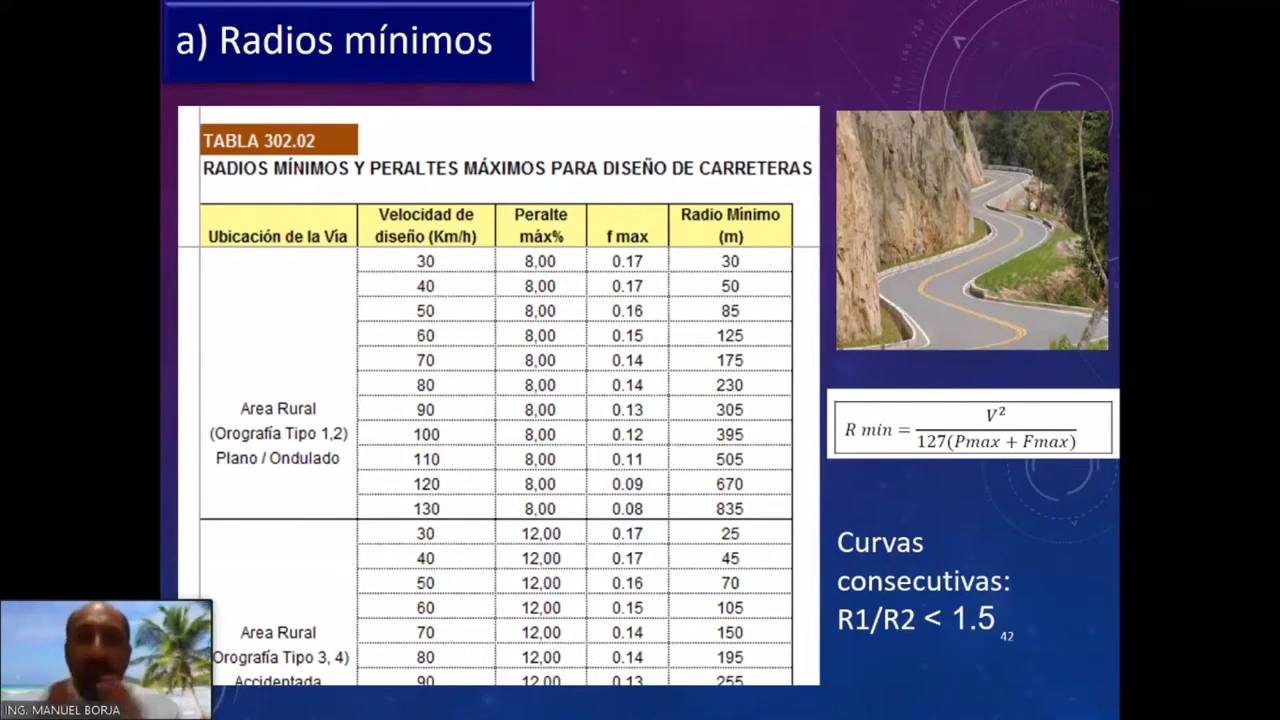 a) Radios mínimos
TABLA 302.02
RADIOS MÍNIMOS Y PERALTES MÁXIMOS PARA DISEÑO DE CARRETERAS
Ubicación de la Vía Velocidad de diseño (Km/h) Peralte máx% f max Radio Mínimo (m)
30 8,00 0.17 30
40 8,00 0.17 50
50 8,00 0.16 85
60 8,00 0.15 125
70 8,00 0.14 175
80 8,00 0.14 230
Area Rural 90 8,00 0.13 305
(Orografía Tipo 1,2) 100 8,00 0.12 395
Plano / Ondulado 110 8,00 0.11 505
120 8,00 0.09 670
130 8,00 0.08 835
30 12,00 0.17 25
40 12,00 0.17 45
50 12,00 0.16 70
60 12,00 0.15 105
Area Rural 70 12,00 0.14 150
Orografía Tipo 3, 4) 80 12,00 0.14 195
Accidentada 90 12,00 0.13 255
R min = V² / 127(Pmax + Fmax)
Curvas
consecutivas:
R1/R2 < 1.5
42
ING. MANUEL BORJA